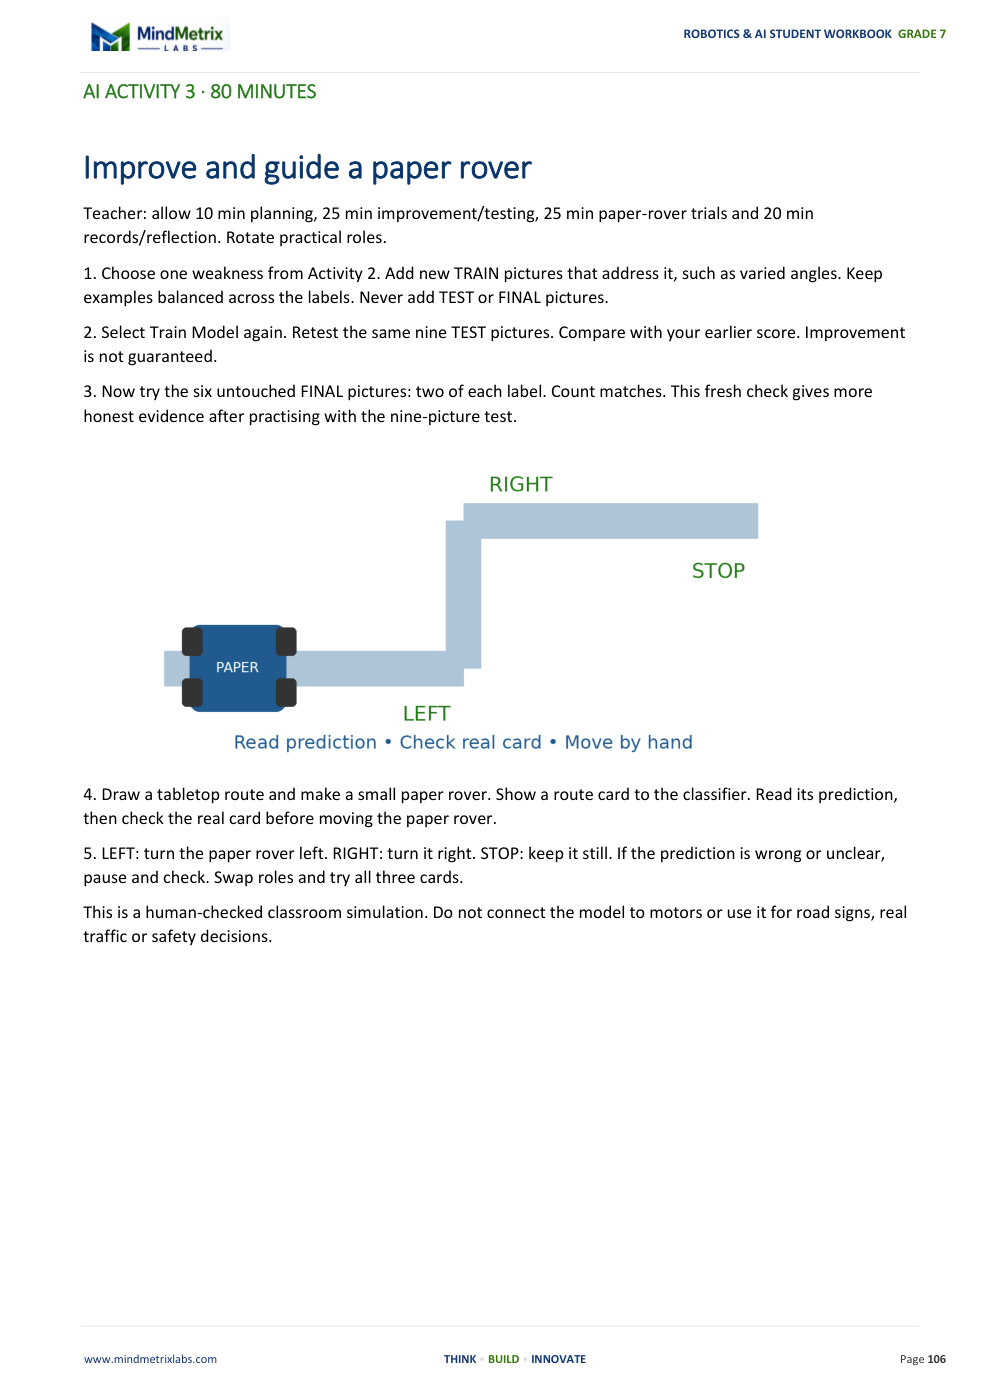 MindMetrix
LABS
ROBOTICS & AI STUDENT WORKBOOK GRADE 7
AI ACTIVITY 3 · 80 MINUTES
Improve and guide a paper rover
Teacher: allow 10 min planning, 25 min improvement/testing, 25 min paper-rover trials and 20 min
records/reflection. Rotate practical roles.
1. Choose one weakness from Activity 2. Add new TRAIN pictures that address it, such as varied angles. Keep
examples balanced across the labels. Never add TEST or FINAL pictures.
2. Select Train Model again. Retest the same nine TEST pictures. Compare with your earlier score. Improvement
is not guaranteed.
3. Now try the six untouched FINAL pictures: two of each label. Count matches. This fresh check gives more
honest evidence after practising with the nine-picture test.
RIGHT
STOP
PAPER
LEFT
Read prediction • Check real card • Move by hand
4. Draw a tabletop route and make a small paper rover. Show a route card to the classifier. Read its prediction,
then check the real card before moving the paper rover.
5. LEFT: turn the paper rover left. RIGHT: turn it right. STOP: keep it still. If the prediction is wrong or unclear,
pause and check. Swap roles and try all three cards.
This is a human-checked classroom simulation. Do not connect the model to motors or use it for road signs, real
traffic or safety decisions.
www.mindmetrixlabs.com
THINK • BUILD • INNOVATE
Page 106